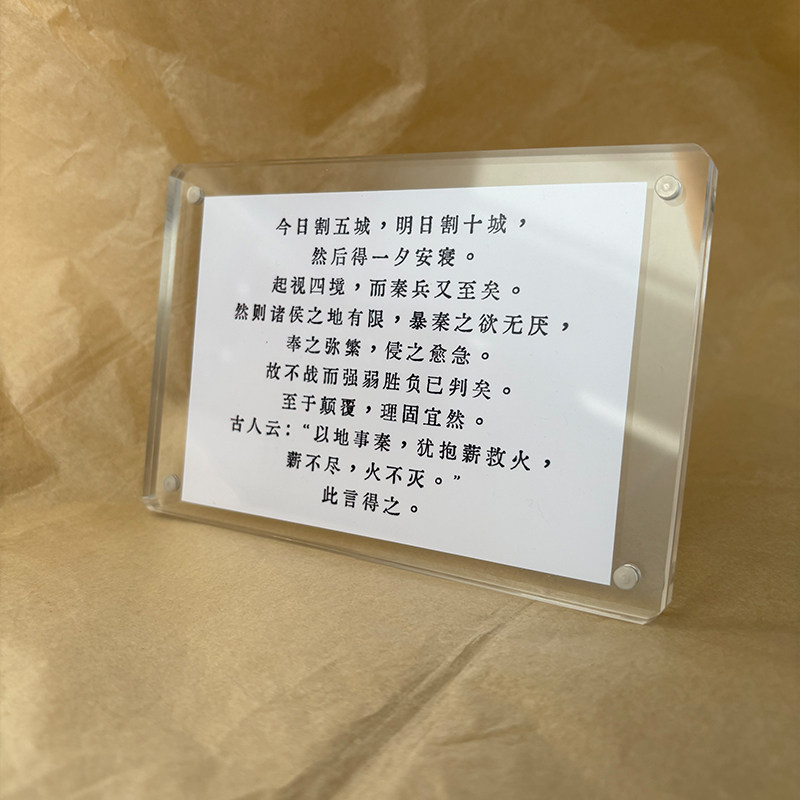 今日割五城，明日割十城，
然后得一夕安寝。
起视四境，而秦兵又至矣。
然则诸侯之地有限，暴秦之欲无厌，
奉之弥繁，侵之愈急。
故不战而强弱胜负已判矣。
至于颠覆，理固宜然。
古人云：“以地事秦，犹抱薪救火，
薪不尽，火不灭。”
此言得之。